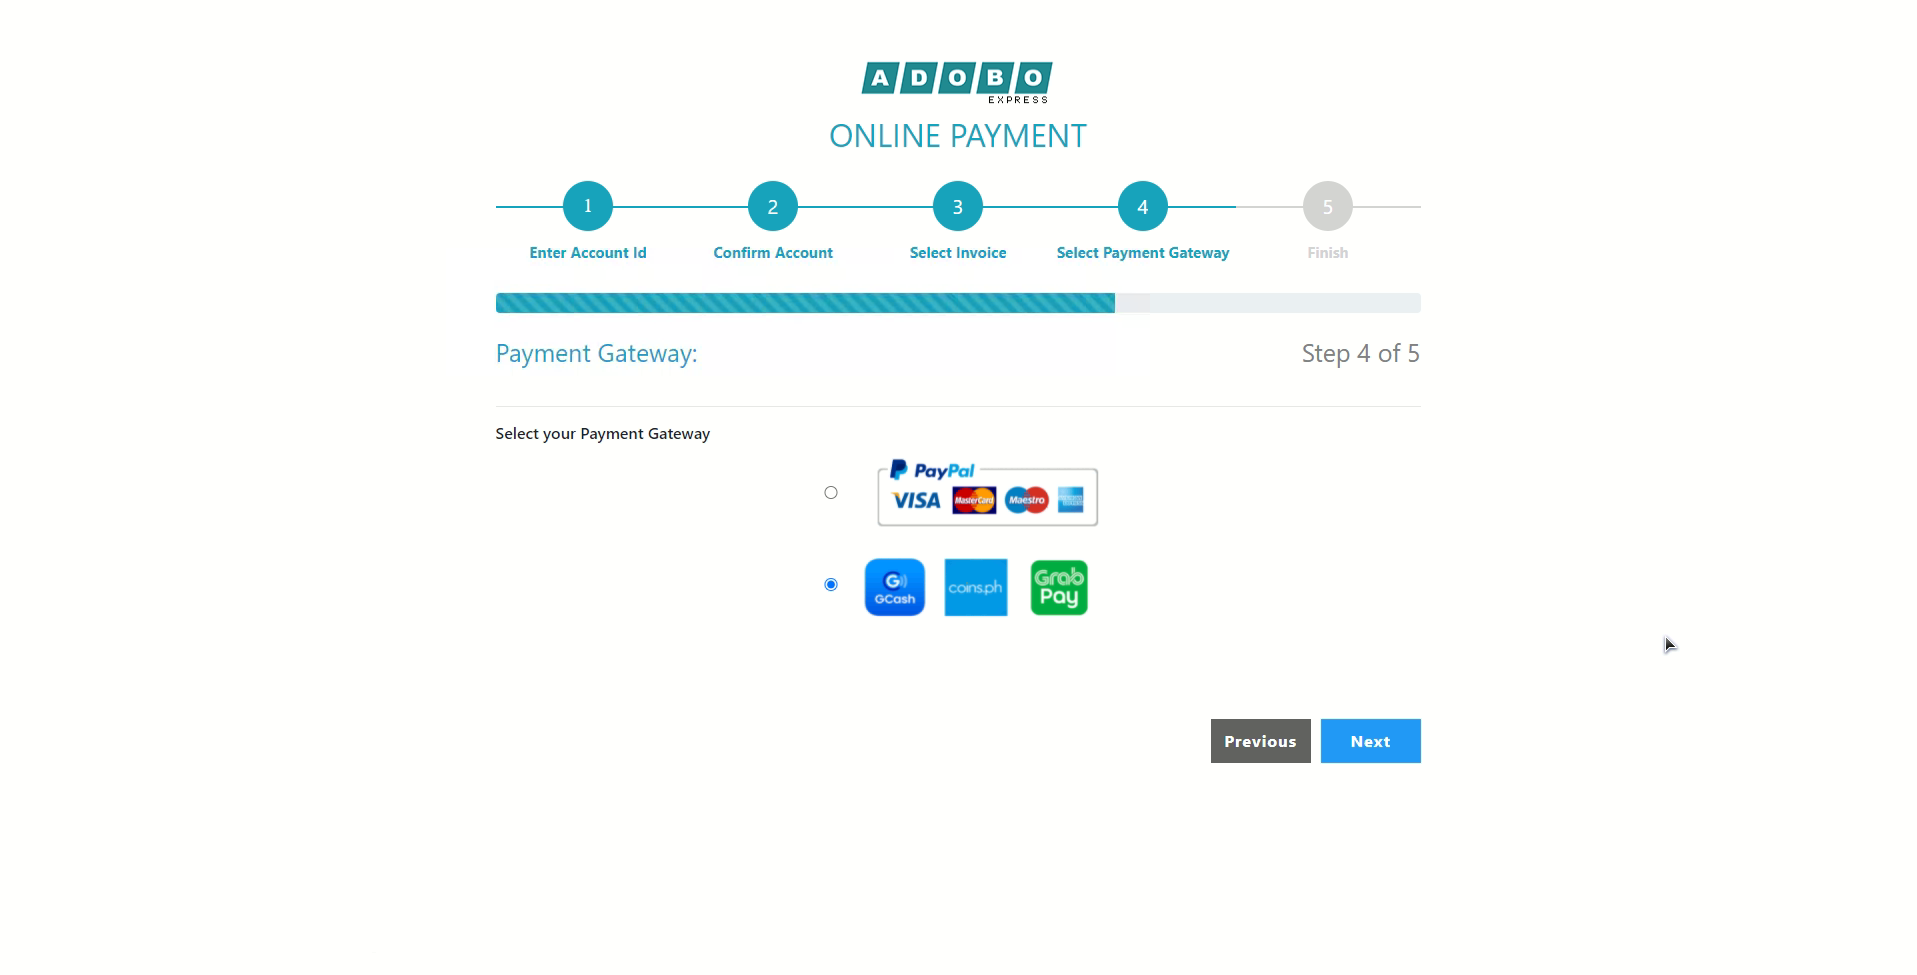 ADOBO
EXPRESS
ONLINE PAYMENT
1 2 3 4 5
Enter Account Id Confirm Account Select Invoice Select Payment Gateway Finish
Payment Gateway: Step 4 of 5
Select your Payment Gateway
PayPal
VISA MasterCard Maestro
G
GCash coins.ph Grab
Pay
Previous Next